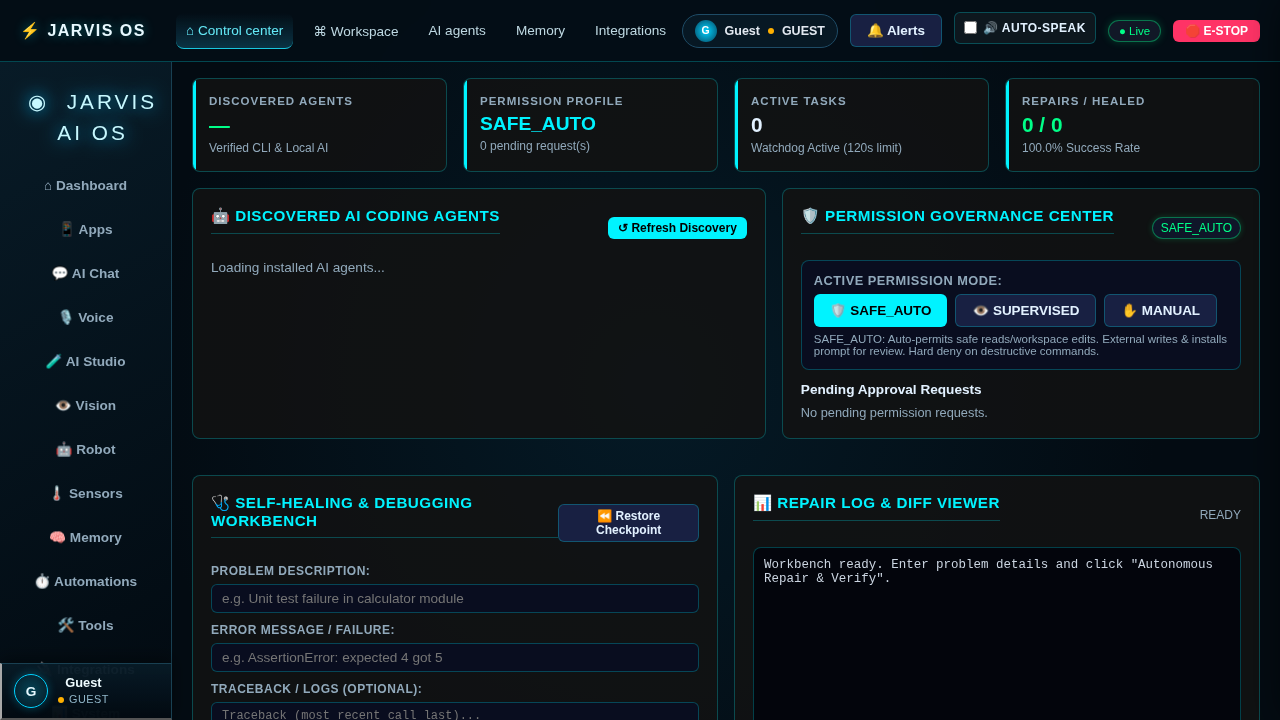 ⚡ JARVIS OS
⌂ Control center
⌘ Workspace
AI agents
Memory
Integrations
G Guest GUEST
🔔 Alerts
🔊 AUTO-SPEAK
● Live
🛑 E-STOP
◉ JARVIS
AI OS
⌂ Dashboard
📱 Apps
💬 AI Chat
🎙️ Voice
🧪 AI Studio
👁️ Vision
🤖 Robot
🌡️ Sensors
🧠 Memory
⏱️ Automations
🛠️ Tools
Integrations
G Guest
GUEST
DISCOVERED AGENTS
—
Verified CLI & Local AI
PERMISSION PROFILE
SAFE_AUTO
0 pending request(s)
ACTIVE TASKS
0
Watchdog Active (120s limit)
REPAIRS / HEALED
0 / 0
100.0% Success Rate
🤖 DISCOVERED AI CODING AGENTS
↺ Refresh Discovery
Loading installed AI agents...
🛡️ PERMISSION GOVERNANCE CENTER
SAFE_AUTO
ACTIVE PERMISSION MODE:
🛡️ SAFE_AUTO
👁️ SUPERVISED
✋ MANUAL
SAFE_AUTO: Auto-permits safe reads/workspace edits. External writes & installs
prompt for review. Hard deny on destructive commands.
Pending Approval Requests
No pending permission requests.
🩺 SELF-HEALING & DEBUGGING
WORKBENCH
⏪ Restore
Checkpoint
PROBLEM DESCRIPTION:
e.g. Unit test failure in calculator module
ERROR MESSAGE / FAILURE:
e.g. AssertionError: expected 4 got 5
TRACEBACK / LOGS (OPTIONAL):
Traceback (most recent call last)...
📊 REPAIR LOG & DIFF VIEWER
READY
Workbench ready. Enter problem details and click "Autonomous
Repair & Verify".